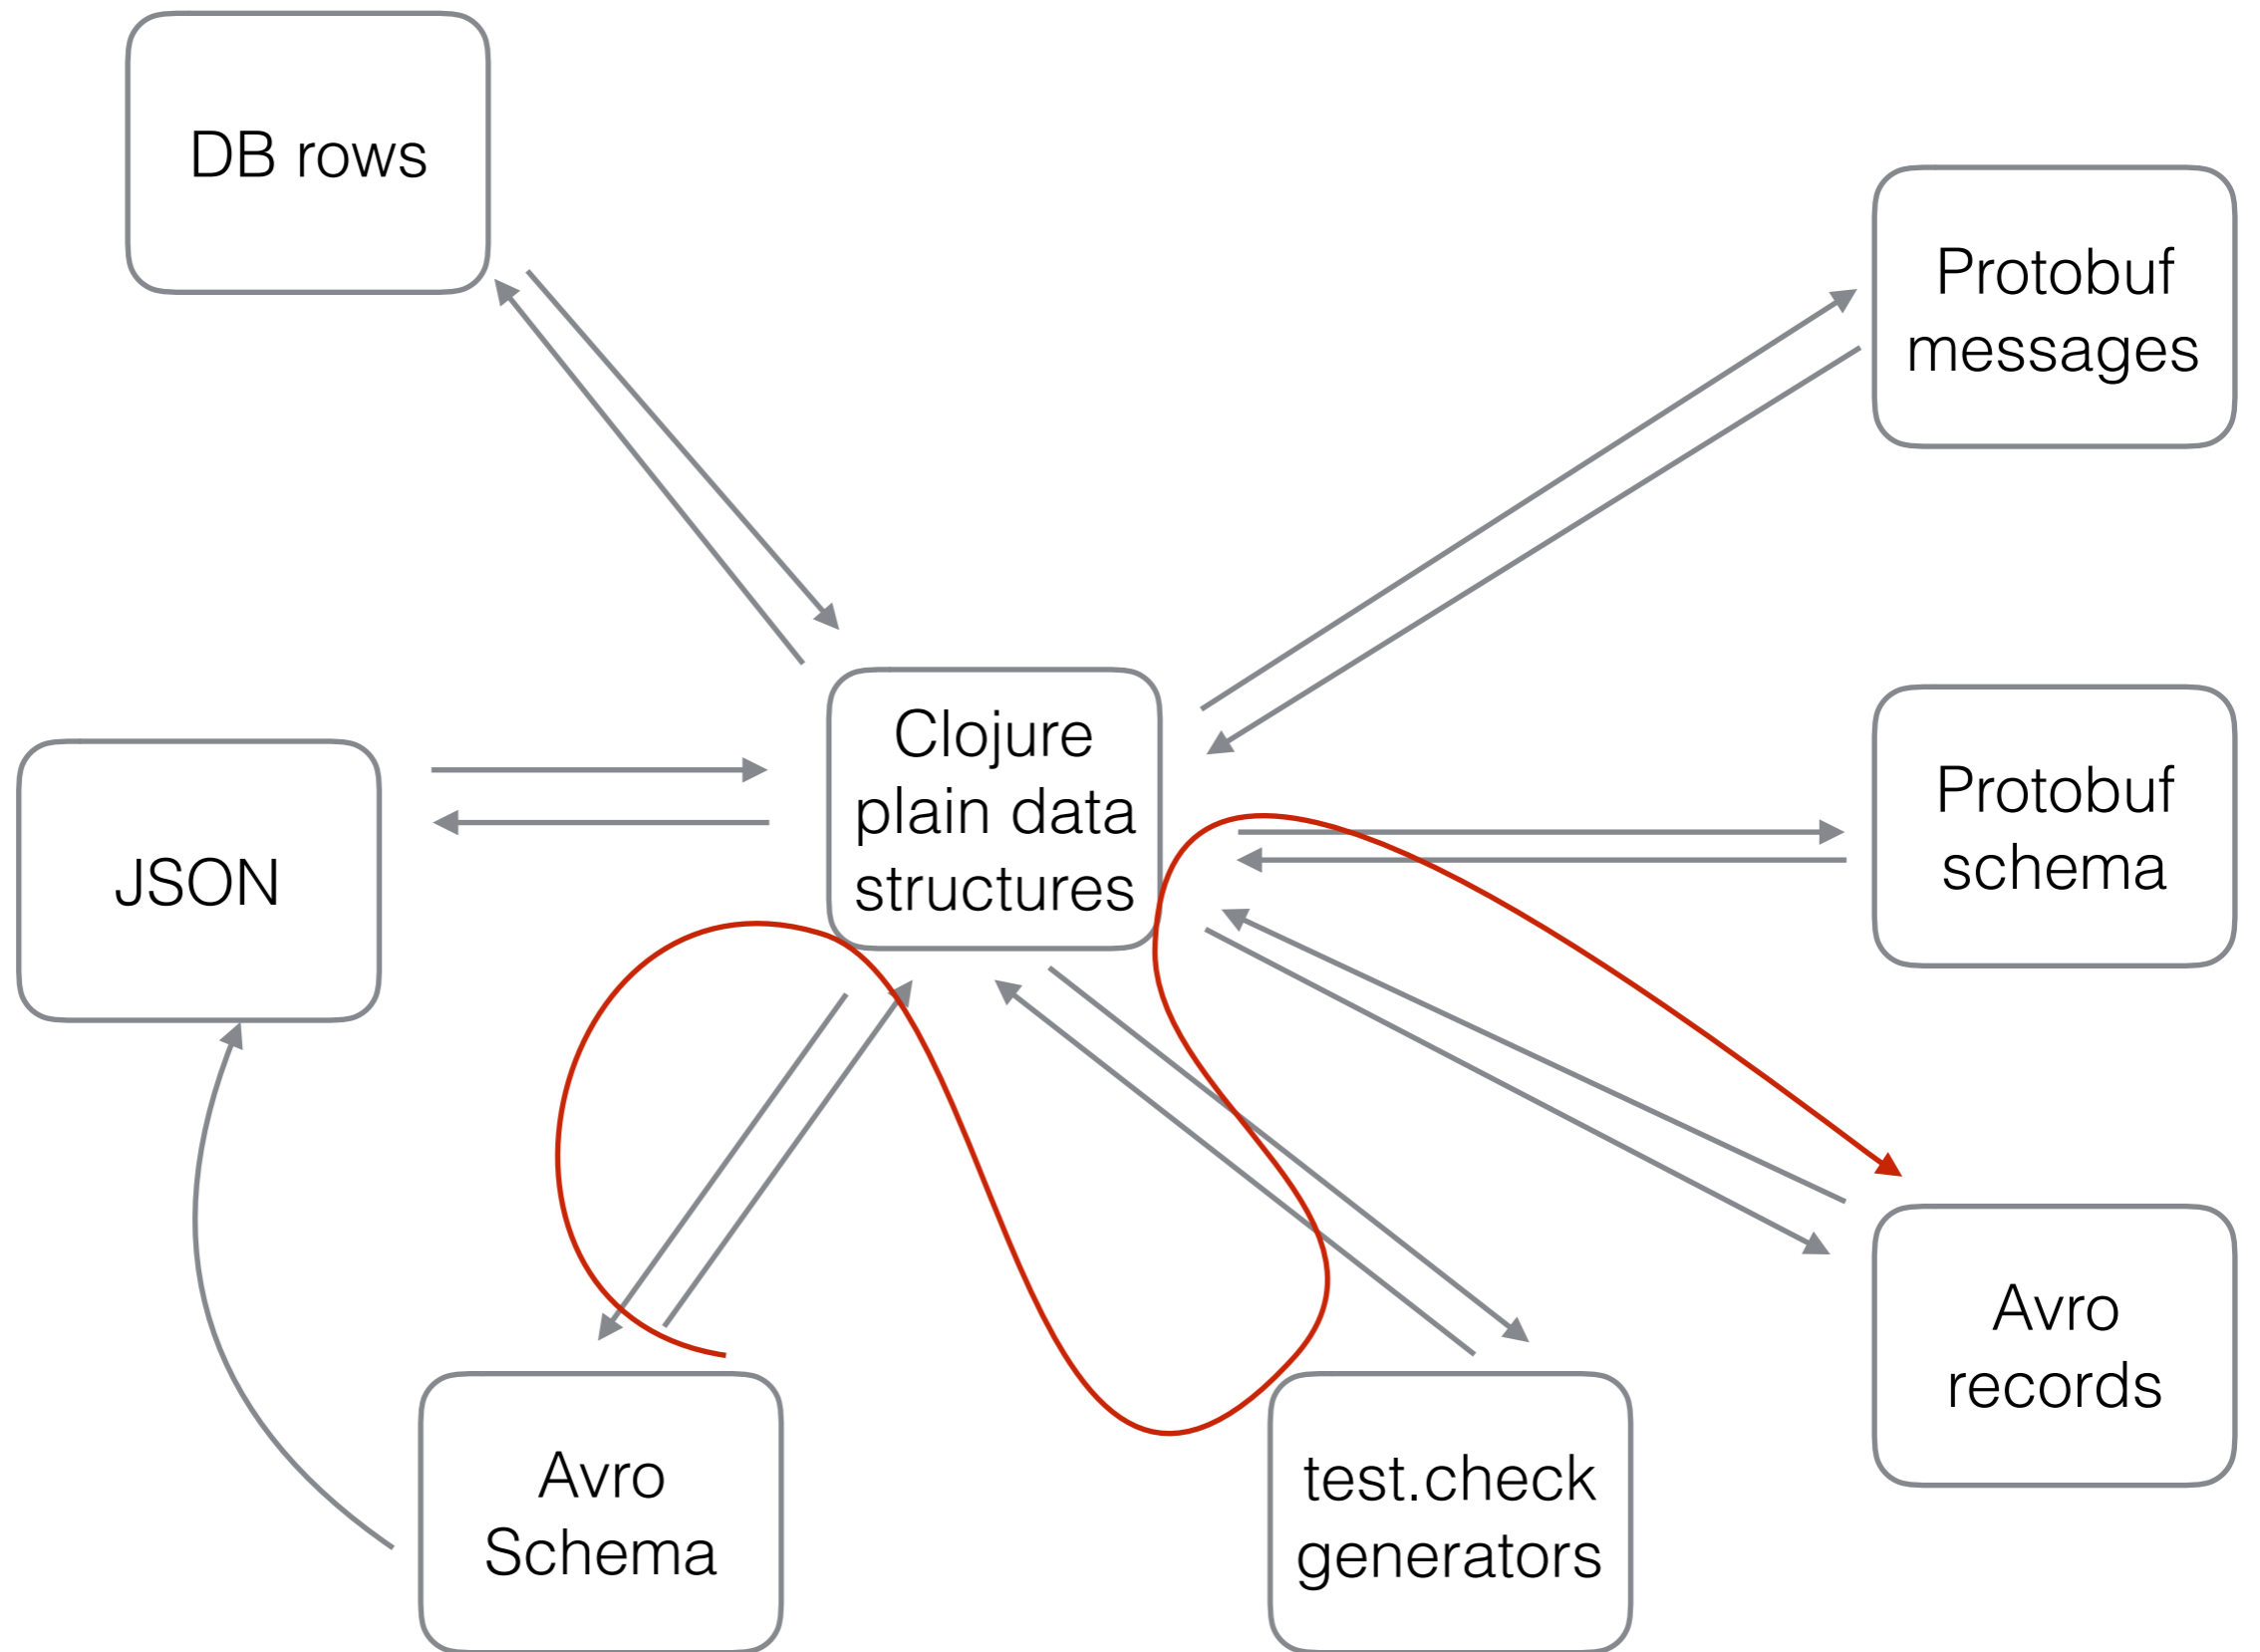 DB rows
Protobuf
messages
Clojure
plain data
structures
Protobuf
schema
JSON
Avro
records
Avro
Schema
test.check
generators